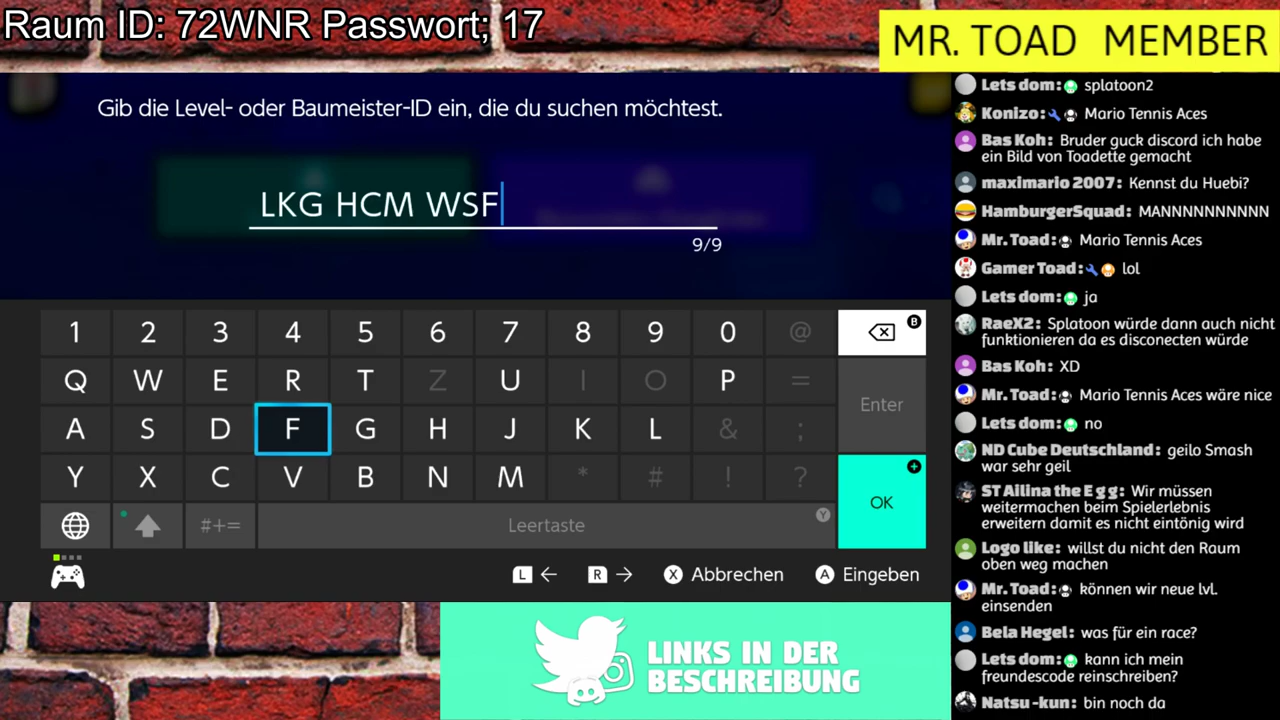 Raum ID: 72WNR Passwort; 17
MR. TOAD MEMBER
Gib die Level- oder Baumeister-ID ein, die du suchen möchtest.
LKG HCM WSF
9/9
1 2 3 4 5 6 7 8 9 0 @ B
Q W E R T Z U I O P =
Enter
A S D F G H J K L & ;
Y X C V B N M * # ! ?
OK
#+= Leertaste Y
L ← R → X Abbrechen A Eingeben
LINKS IN DER
BESCHREIBUNG
Lets dom: splatoon2
Konizo: Mario Tennis Aces
Bas Koh: Bruder guck discord ich habe
ein Bild von Toadette gemacht
maximario 2007: Kennst du Huebi?
HamburgerSquad: MANNNNNNNNNN
Mr. Toad: Mario Tennis Aces
Gamer Toad: lol
Lets dom: ja
RaeX2: Splatoon würde dann auch nicht
funktionieren da es disconecten würde
Bas Koh: XD
Mr. Toad: Mario Tennis Aces wäre nice
Lets dom: no
ND Cube Deutschland: geilo Smash
war sehr geil
ST Ailina the E g g: Wir müssen
weitermachen beim Spielerlebnis
erweitern damit es nicht eintönig wird
Logo like: willst du nicht den Raum
oben weg machen
Mr. Toad: können wir neue lvl.
einsenden
Bela Hegel: was für ein race?
Lets dom: kann ich mein
freundescode reinschreiben?
Natsu -kun: bin noch da